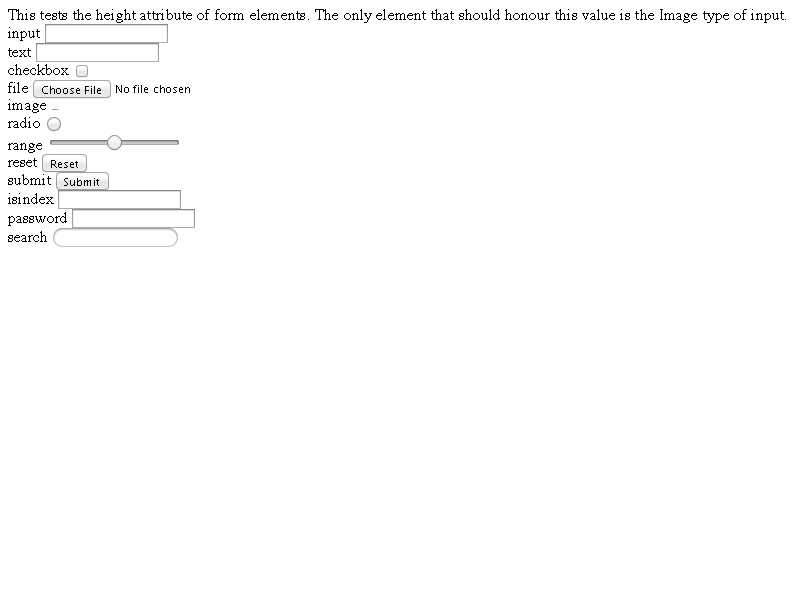 This tests the height attribute of form elements. The only element that should honour this value is the Image type of input.
input
text
checkbox
file Choose File No file chosen
image
radio
range
reset Reset
submit Submit
isindex
password
search